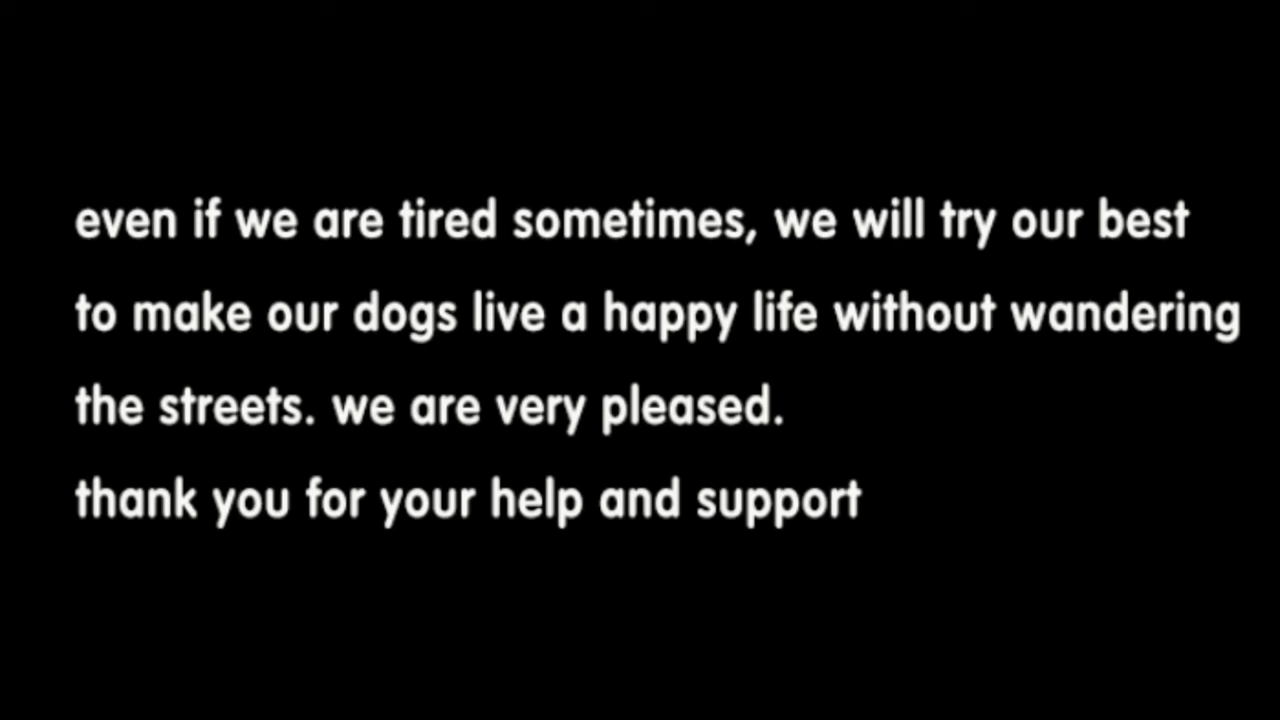 even if we are tired sometimes, we will try our best
to make our dogs live a happy life without wandering
the streets. we are very pleased.
thank you for your help and support